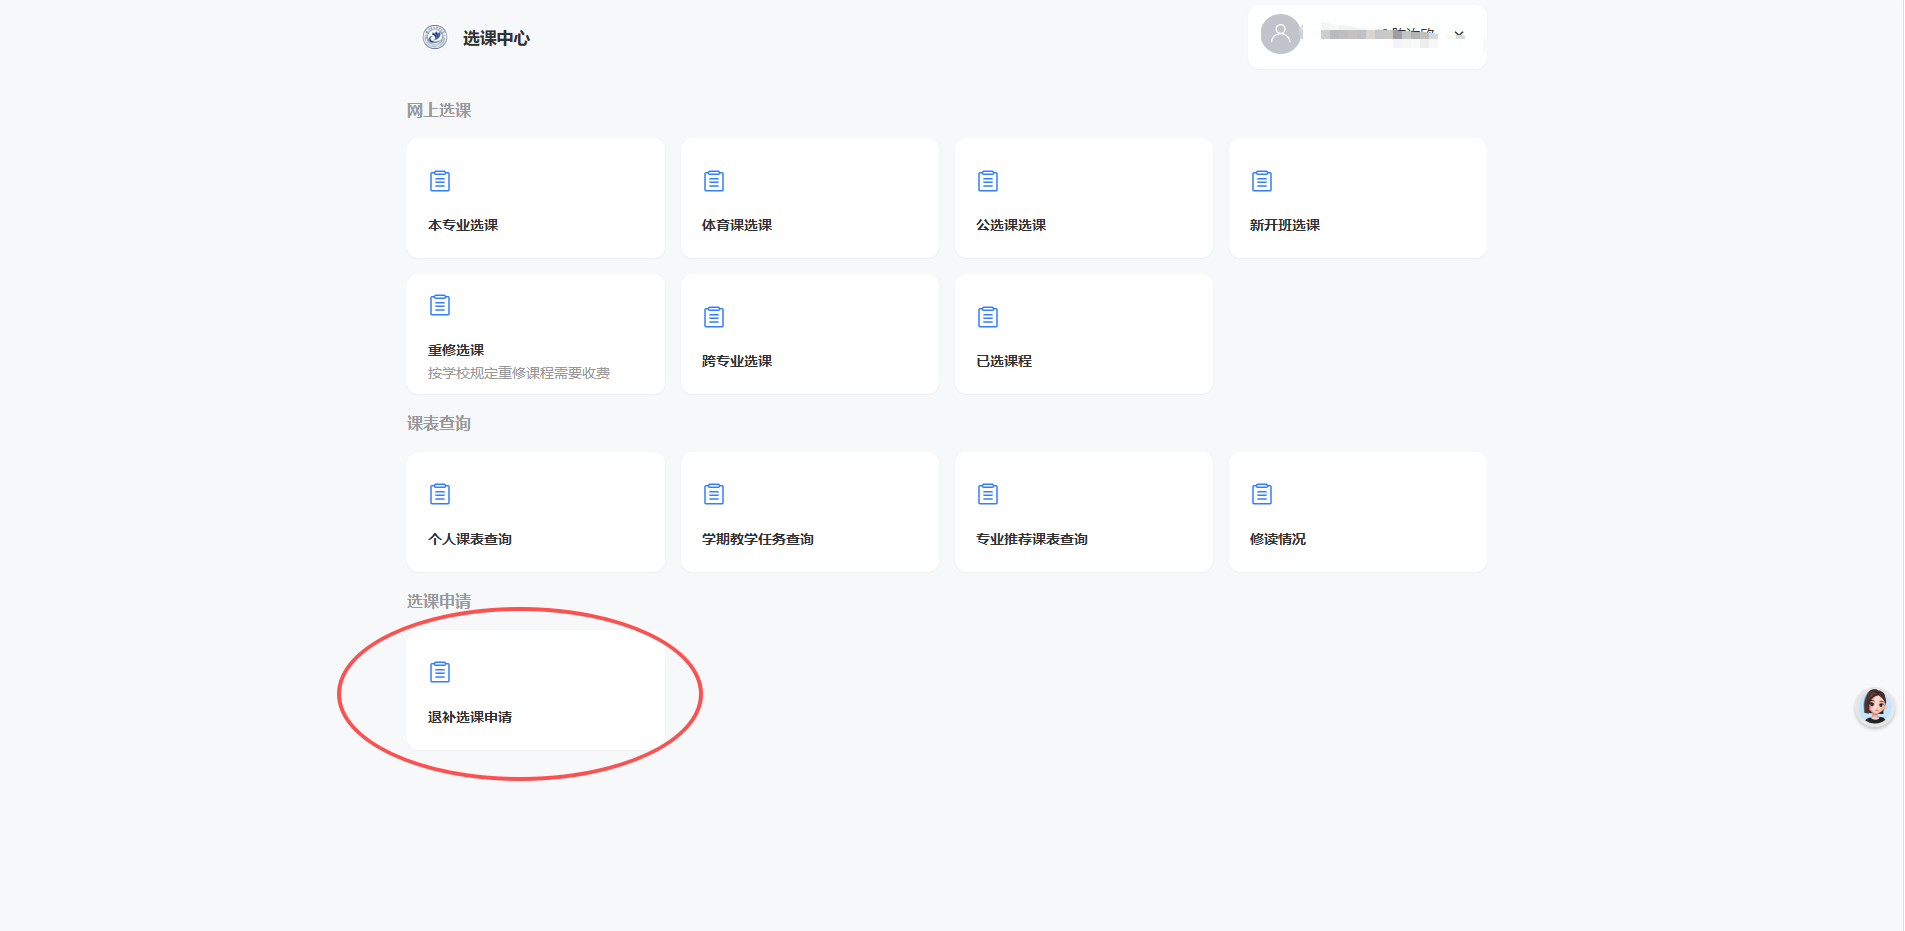 选课中心
网上选课
本专业选课
体育课选课
公选课选课
新开班选课
重修选课
按学校规定重修课程需要收费
跨专业选课
已选课程
课表查询
个人课表查询
学期教学任务查询
专业推荐课表查询
修读情况
选课申请
退补选课申请